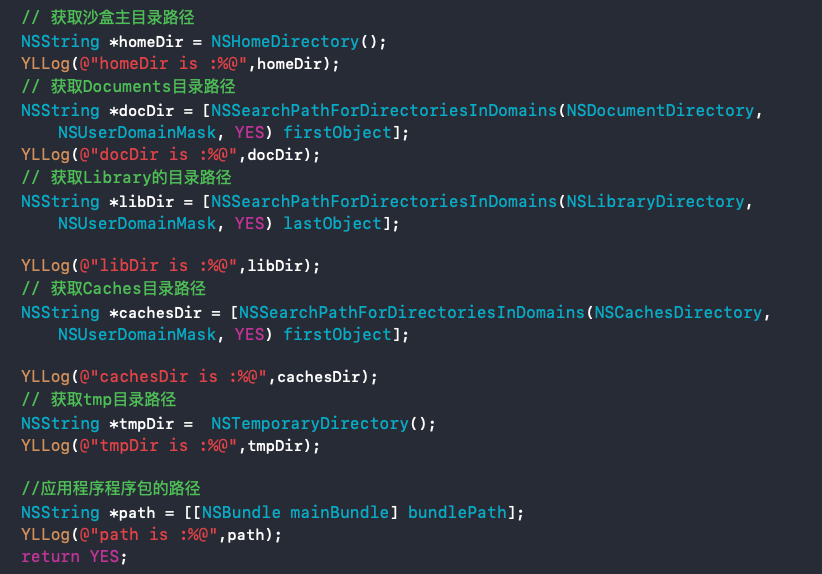 // 获取沙盒主目录路径
NSString *homeDir = NSHomeDirectory();
YLLog(@"homeDir is :%@",homeDir);
// 获取Documents目录路径
NSString *docDir = [NSSearchPathForDirectoriesInDomains(NSDocumentDirectory,
NSUserDomainMask, YES) firstObject];
YLLog(@"docDir is :%@",docDir);
// 获取Library的目录路径
NSString *libDir = [NSSearchPathForDirectoriesInDomains(NSLibraryDirectory,
NSUserDomainMask, YES) lastObject];
YLLog(@"libDir is :%@",libDir);
// 获取Caches目录路径
NSString *cachesDir = [NSSearchPathForDirectoriesInDomains(NSCachesDirectory,
NSUserDomainMask, YES) firstObject];
YLLog(@"cachesDir is :%@",cachesDir);
// 获取tmp目录路径
NSString *tmpDir =  NSTemporaryDirectory();
YLLog(@"tmpDir is :%@",tmpDir);
//应用程序程序包的路径
NSString *path = [[NSBundle mainBundle] bundlePath];
YLLog(@"path is :%@",path);
return YES;